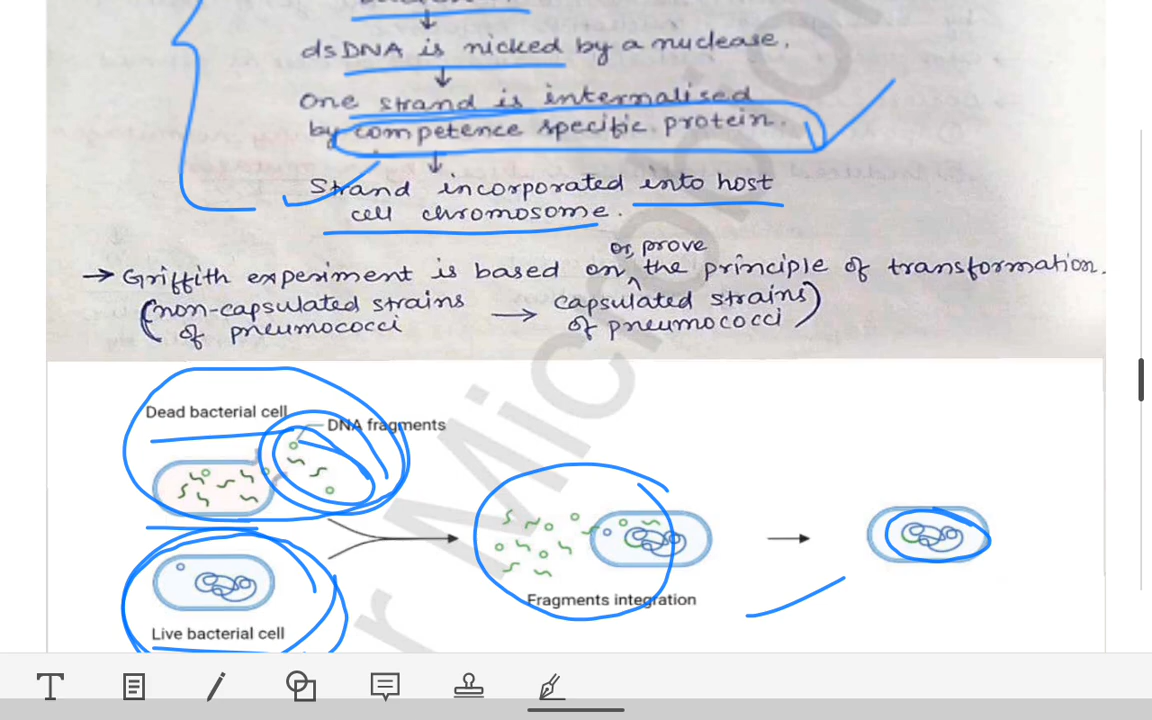 dsDNA is nicked by a nuclease.
One strand is internalised
by competence specific protein.
Strand incorporated into host
cell chromosome.
or prove
→ Griffith experiment is based on the principle of transformation.
(non-capsulated strains → capsulated strains)
of pneumococci of pneumococci
Dead bacterial cell
DNA fragments
Fragments integration
Live bacterial cell
T